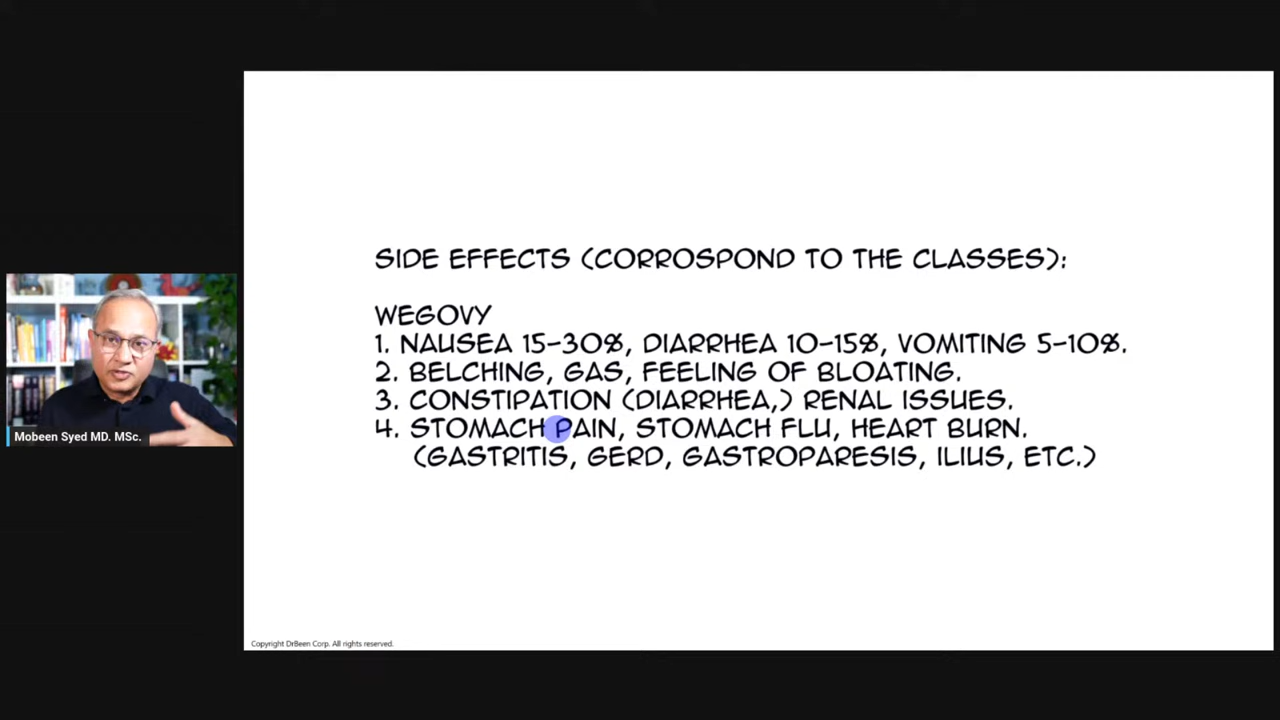 SIDE EFFECTS (CORROSPOND TO THE CLASSES):
WEGOVY
1. NAUSEA 15-30%, DIARRHEA 10-15%, VOMITING 5-10%.
2. BELCHING, GAS, FEELING OF BLOATING.
3. CONSTIPATION (DIARRHEA,) RENAL ISSUES.
4. STOMACH PAIN, STOMACH FLU, HEART BURN.
(GASTRITIS, GERD, GASTROPARESIS, ILIUS, ETC.)
Mobeen Syed MD. MSc.
Copyright DrBeen Corp. All rights reserved.